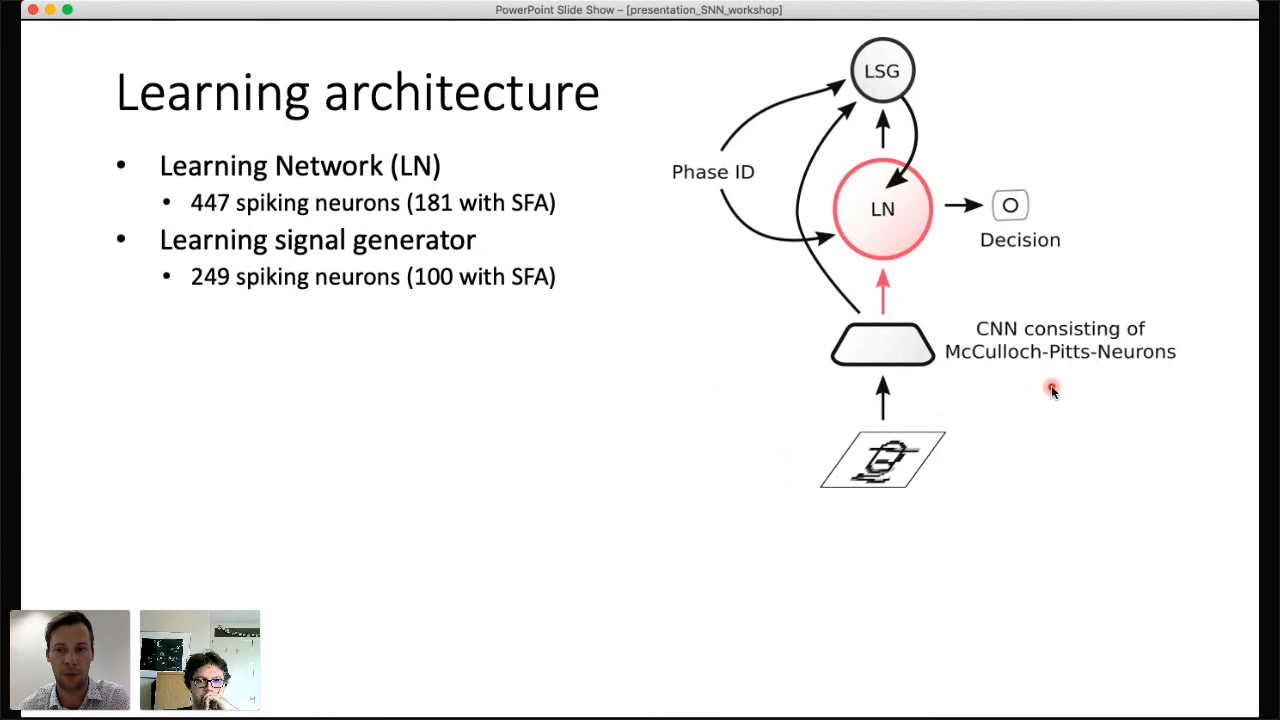 PowerPoint Slide Show – [presentation_SNN_workshop]
Learning architecture
• Learning Network (LN)
• 447 spiking neurons (181 with SFA)
• Learning signal generator
• 249 spiking neurons (100 with SFA)
LSG
Phase ID
LN
Decision
CNN consisting of
McCulloch-Pitts-Neurons